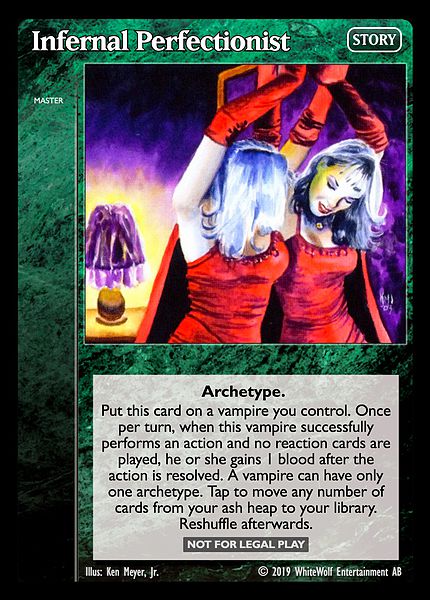 Infernal Perfectionist
STORY
MASTER
Archetype.
Put this card on a vampire you control. Once
per turn, when this vampire successfully
performs an action and no reaction cards are
played, he or she gains 1 blood after the
action is resolved. A vampire can have only
one archetype. Tap to move any number of
cards from your ash heap to your library.
Reshuffle afterwards.
NOT FOR LEGAL PLAY
Illus: Ken Meyer, Jr.
© 2019 WhiteWolf Entertainment AB